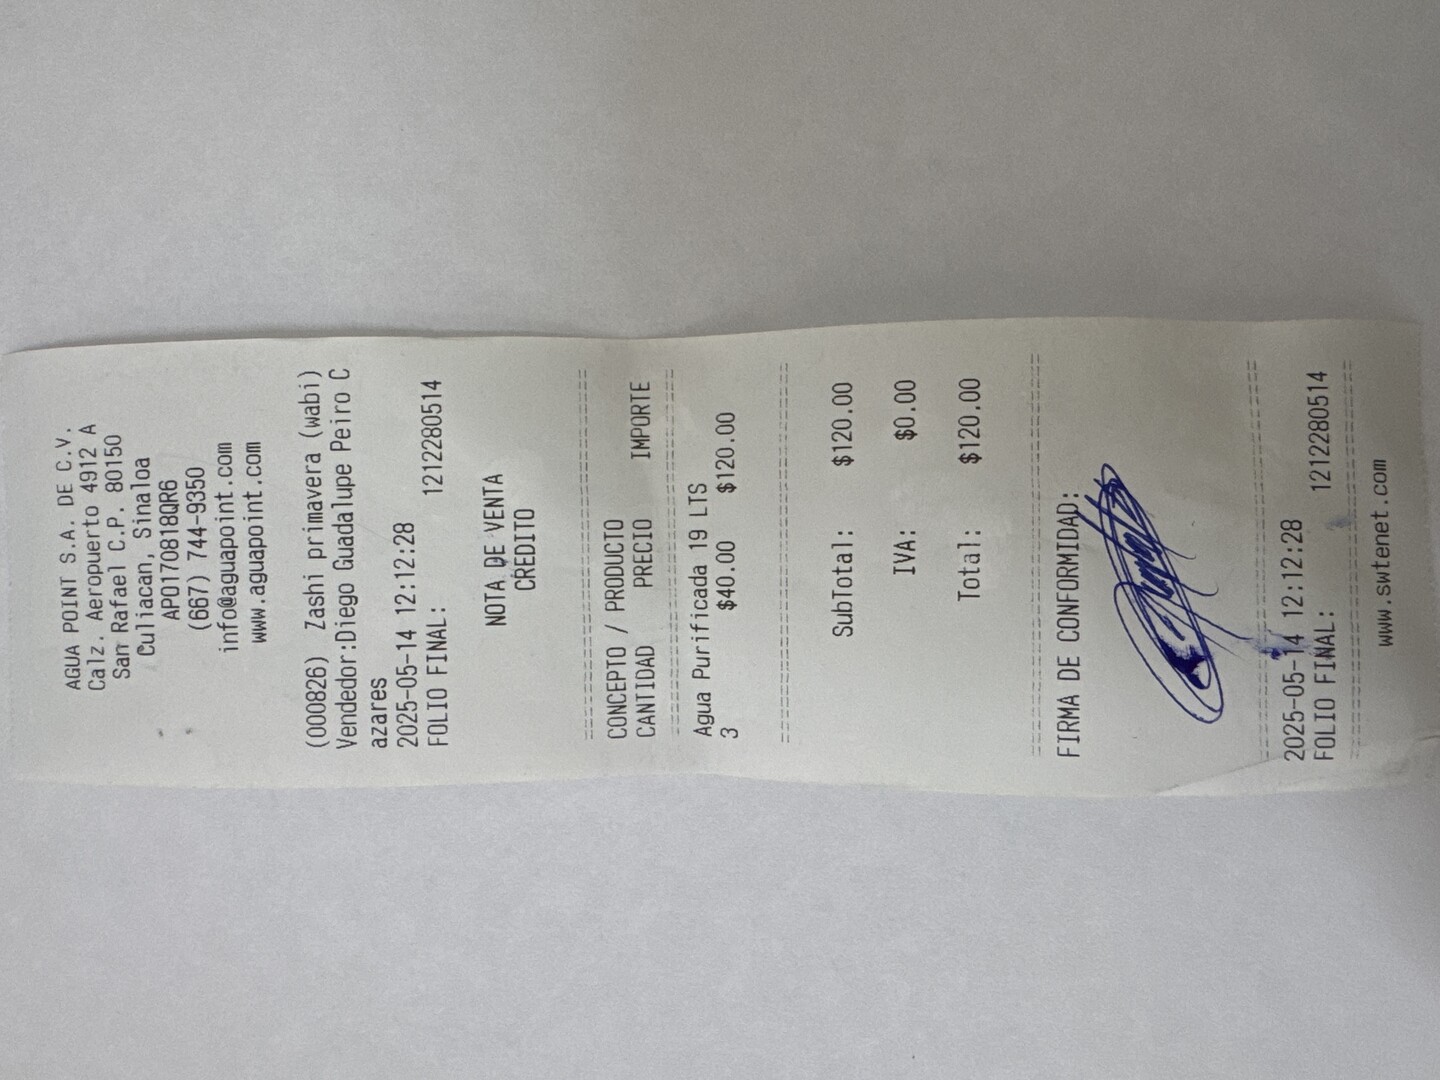 AGUA POINT S.A. DE C.V.
Calz. Aeropuerto 4912 A
San Rafael C.P. 80150
Culiacan, Sinaloa
APO170818QR6
(667) 744-9350
info@aguapoint.com
www.aguapoint.com
(000826) Zashi primavera (wabi)
Vendedor:Diego Guadalupe Peiro C
azares
2025-05-14 12:12:28
FOLIO FINAL: 1212280514
NOTA DE VENTA
CREDITO
CONCEPTO / PRODUCTO
CANTIDAD PRECIO IMPORTE
Agua Purificada 19 LTS
3 $40.00 $120.00
SubTotal: $120.00
IVA: $0.00
Total: $120.00
FIRMA DE CONFORMIDAD:
2025-05-14 12:12:28
FOLIO FINAL: 1212280514
www.swtenet.com